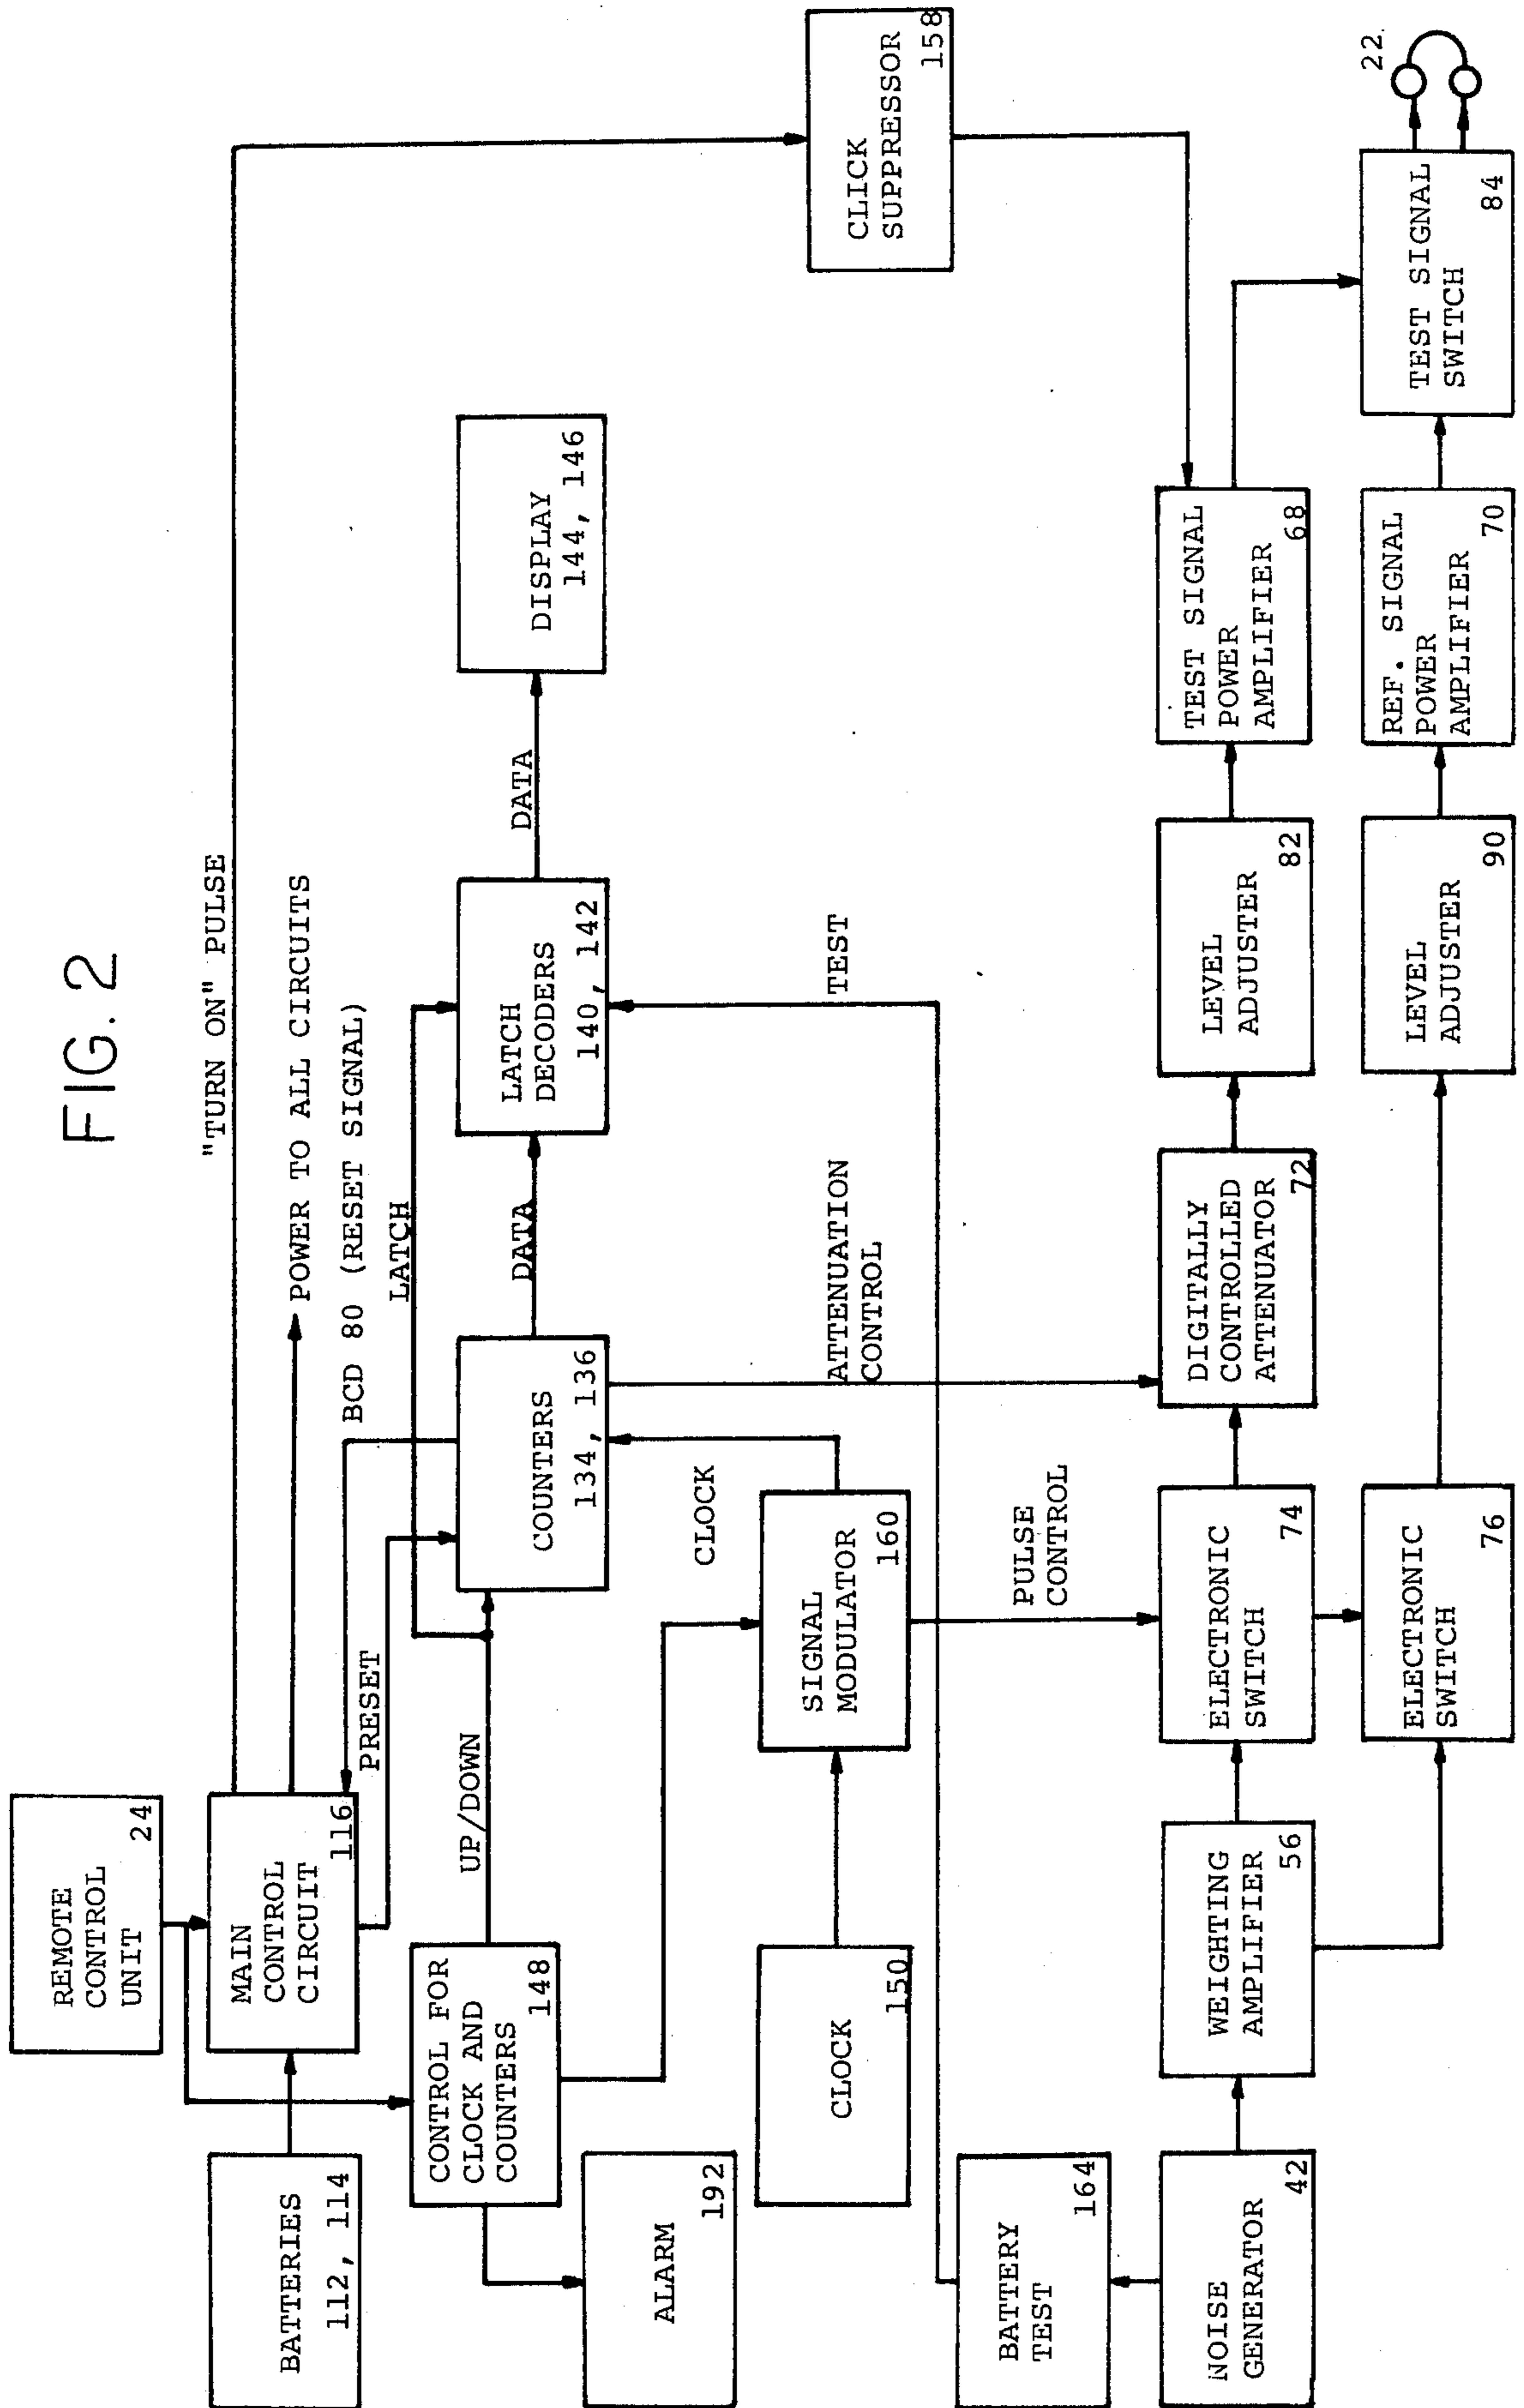 FIG. 2
"TURN ON" PULSE
POWER TO ALL CIRCUITS
BCD 80 (RESET SIGNAL)
REMOTE
CONTROL
UNIT
24
BATTERIES
112, 114
MAIN
CONTROL
CIRCUIT
116
PRESET
LATCH
CONTROL FOR
CLOCK AND
COUNTERS
148
UP/DOWN
COUNTERS
134, 136
DATA
LATCH
DECODERS
140, 142
DATA
DISPLAY
144, 146
ALARM
192
CLOCK
CLOCK
150
SIGNAL
MODULATOR
160
ATTENUATION
CONTROL
TEST
CLICK
SUPPRESSOR
158
BATTERY
TEST
164
PULSE
CONTROL
NOISE
GENERATOR
42
WEIGHTING
AMPLIFIER
56
ELECTRONIC
SWITCH
74
DIGITALLY
CONTROLLED
ATTENUATOR
72
LEVEL
ADJUSTER
82
TEST SIGNAL
POWER
AMPLIFIER
68
ELECTRONIC
SWITCH
76
LEVEL
ADJUSTER
90
REF. SIGNAL
POWER
AMPLIFIER
70
TEST SIGNAL
SWITCH
84
22